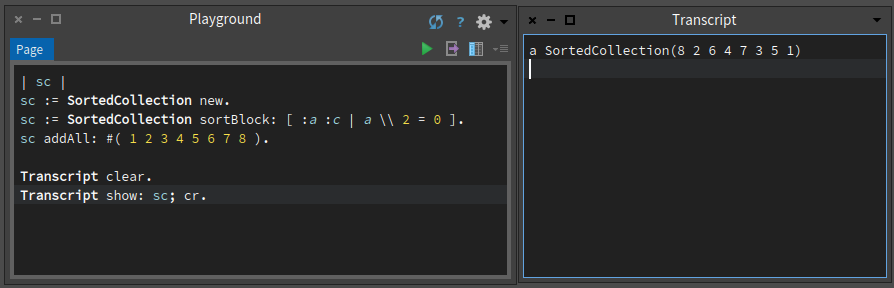 Playground
?
Page
| sc |
sc := SortedCollection new.
sc := SortedCollection sortBlock: [ :a :c | a \\ 2 = 0 ].
sc addAll: #( 1 2 3 4 5 6 7 8 ).
Transcript clear.
Transcript show: sc; cr.
Transcript
a SortedCollection(8 2 6 4 7 3 5 1)